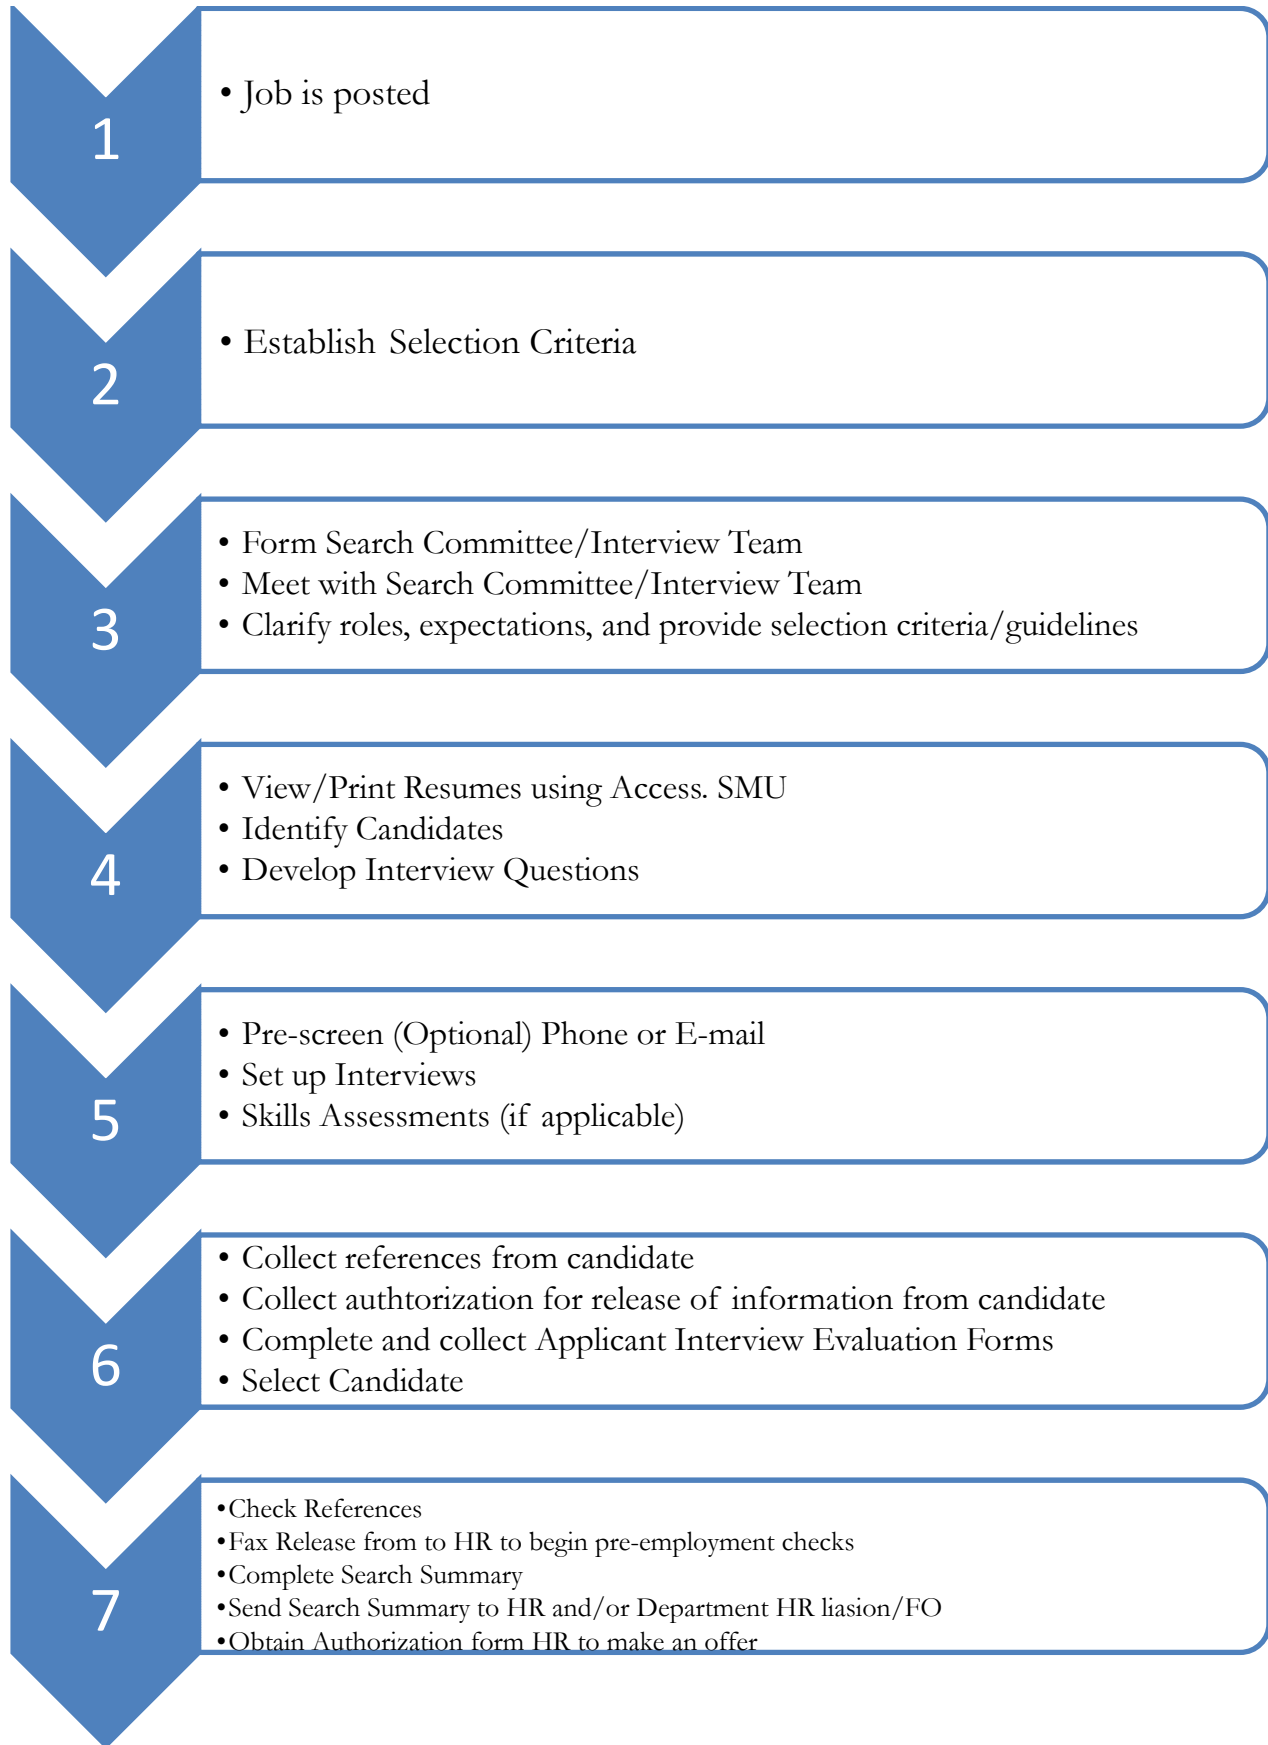 1
• Job is posted
2
• Establish Selection Criteria
3
• Form Search Committee/Interview Team
• Meet with Search Committee/Interview Team
• Clarify roles, expectations, and provide selection criteria/guidelines
4
• View/Print Resumes using Access. SMU
• Identify Candidates
• Develop Interview Questions
5
• Pre-screen (Optional) Phone or E-mail
• Set up Interviews
• Skills Assessments (if applicable)
6
• Collect references from candidate
• Collect authtorization for release of information from candidate
• Complete and collect Applicant Interview Evaluation Forms
• Select Candidate
7
•Check References
•Fax Release from to HR to begin pre-employment checks
•Complete Search Summary
•Send Search Summary to HR and/or Department HR liasion/FO
•Obtain Authorization form HR to make an offer